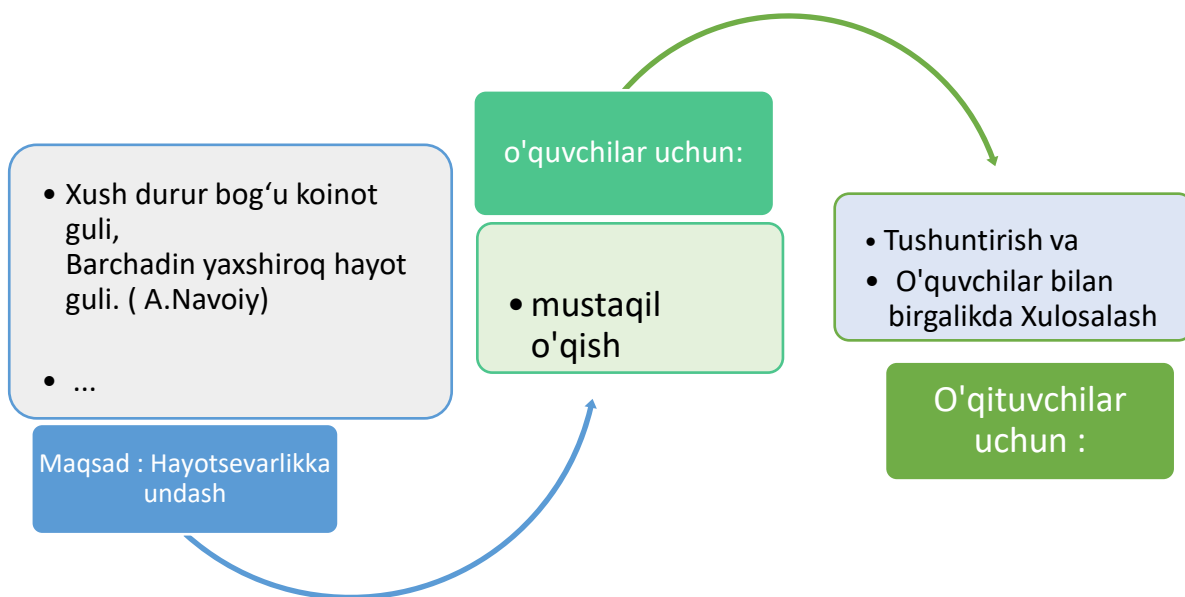 • Xush durur bog‘u koinot
guli,
Barchadin yaxshiroq hayot
guli. ( A.Navoiy)
• ...
Maqsad : Hayotsevarlikka
undash
o'quvchilar uchun:
• mustaqil
o'qish
• Tushuntirish va
• O'quvchilar bilan
birgalikda Xulosalash
O'qituvchilar
uchun :